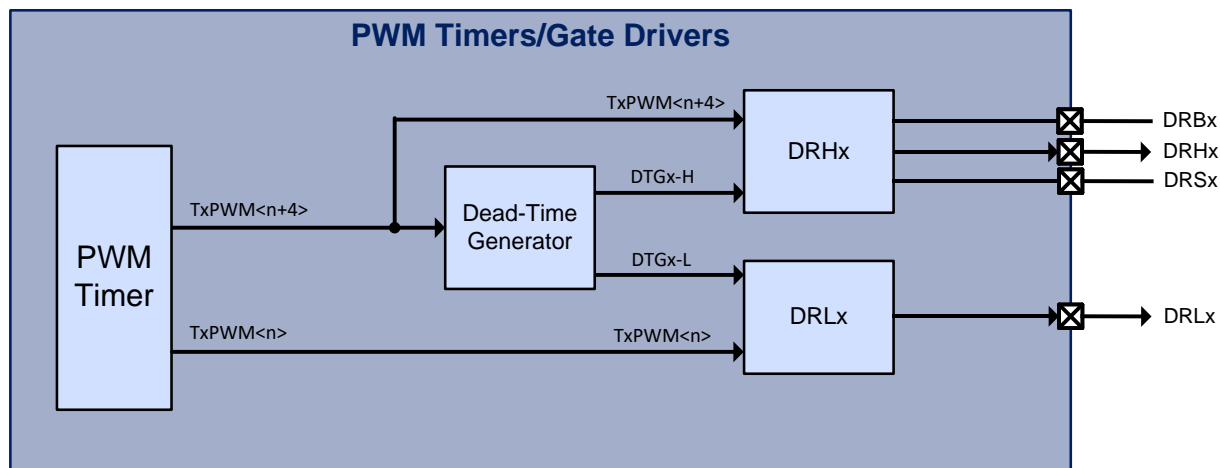 PWM Timers/Gate Drivers
TxPWM<n+4>
DRBx
DRHx
DRHx
DRSx
DTGx-H
TxPWM<n+4>
Dead-Time
Generator
PWM
Timer
DTGx-L
DRLx
DRLx
TxPWM<n>
TxPWM<n>